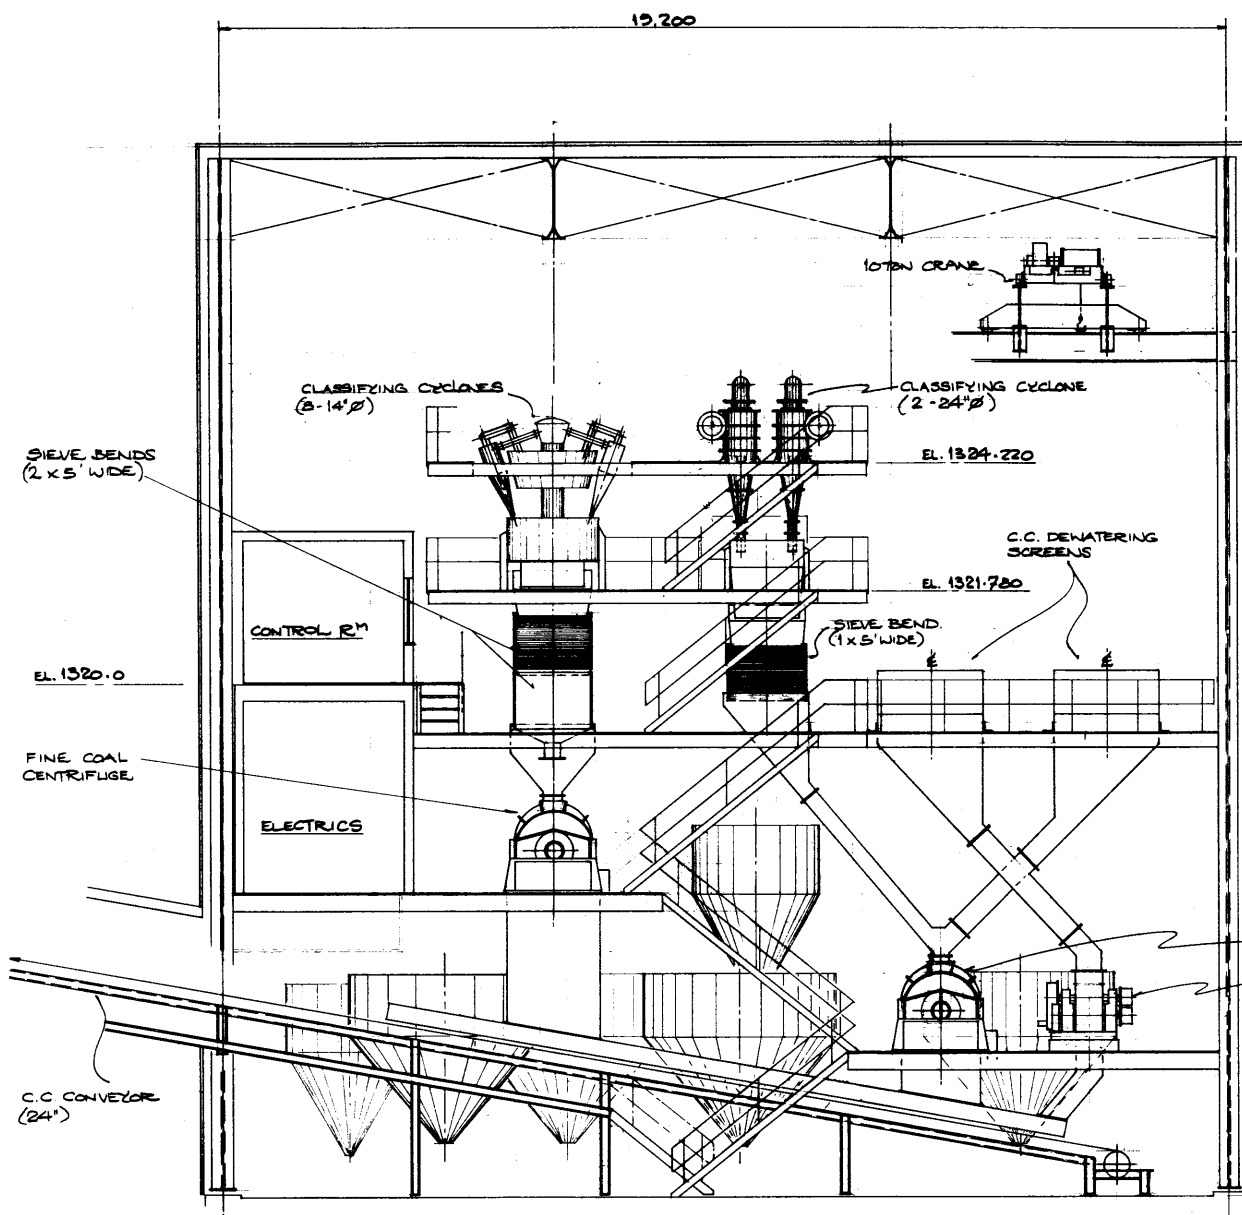 19,200
10 TON CRANE
CLASSIFYING CYCLONES
(8-14"Ø)
CLASSIFYING CYCLONE
(2-24"Ø)
SIEVE BENDS
(2 x 5' WIDE)
EL. 1324.220
C.C. DEWATERING
SCREENS
EL. 1321.780
CONTROL RM
SIEVE BEND.
(1 x 5' WIDE)
EL. 1320.0
FINE COAL
CENTRIFUGE
ELECTRICS
C.C. CONVEYOR
(24")